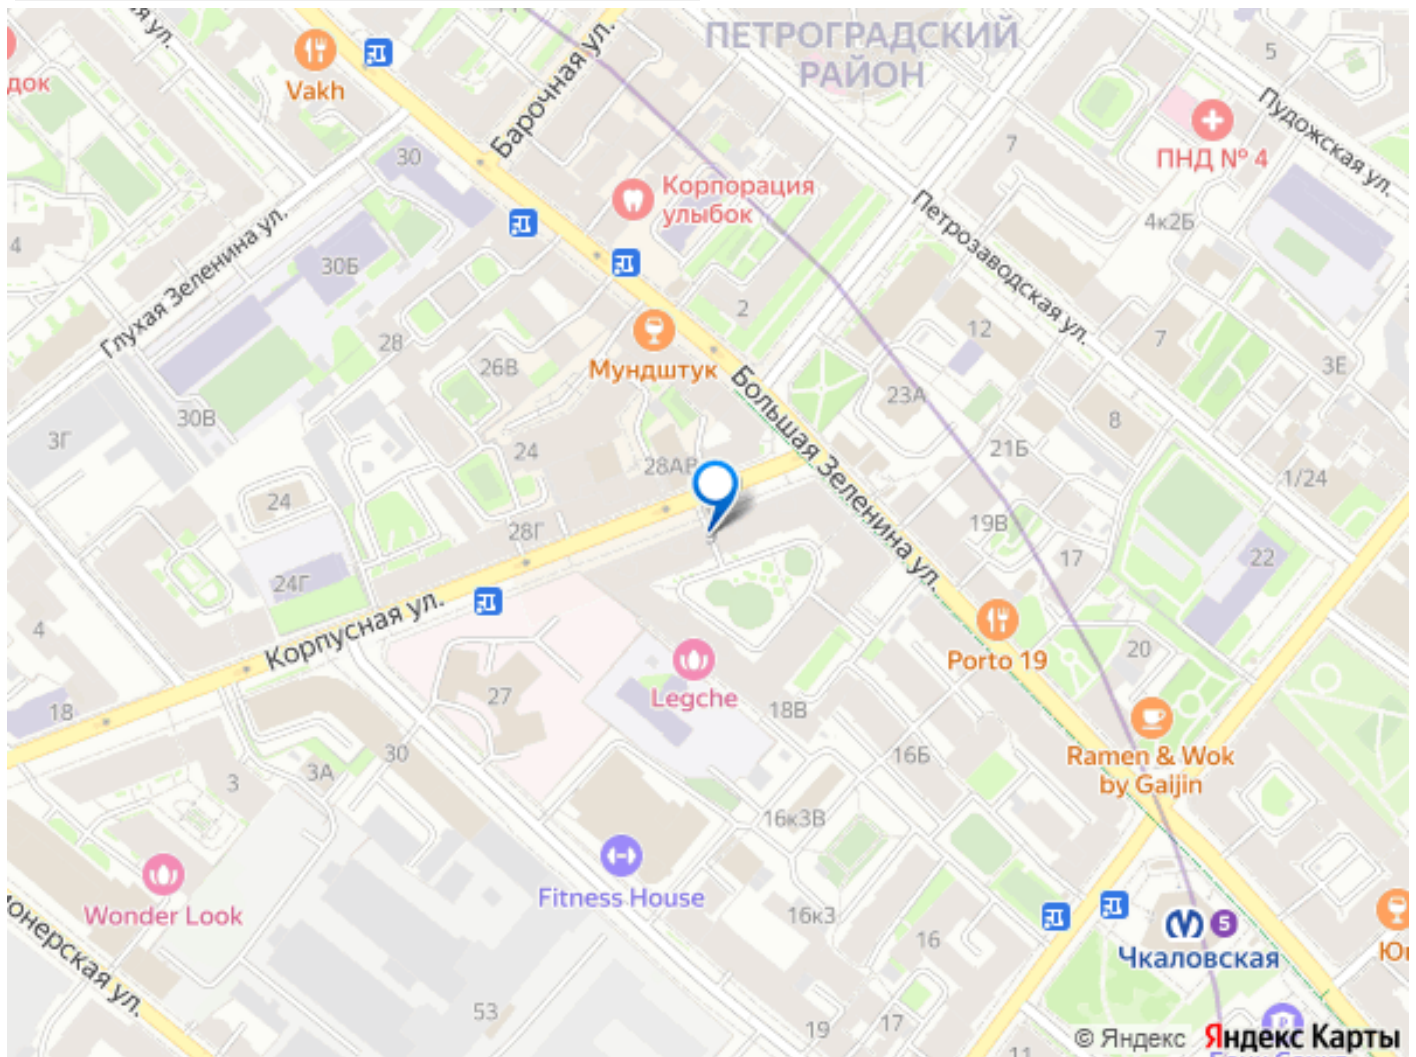 ПЕТРОГРАДСКИЙ
РАЙОН
Vakh
Барочная ул.
5
Пудожская ул.
7
ПНД № 4
30
Корпорация
улыбок
4к2Б
4
Глухая Зеленина ул.
30Б
Петрозаводская ул.
2
12
28
26В
Мундштук
7
3Е
Большая Зеленина ул.
23А
8
30В
3Г
24
28АВ
21Б
1/24
24
28Г
19В
17
22
24Г
Корпусная ул.
4
Porto 19
20
27
Legche
18
18В
30
16Б
Ramen & Wok
by Gaijin
3А
3
16к3В
Fitness House
Wonder Look
16к3
16
5
Чкаловская
53
19
17
11
© Яндекс Яндекс Карты